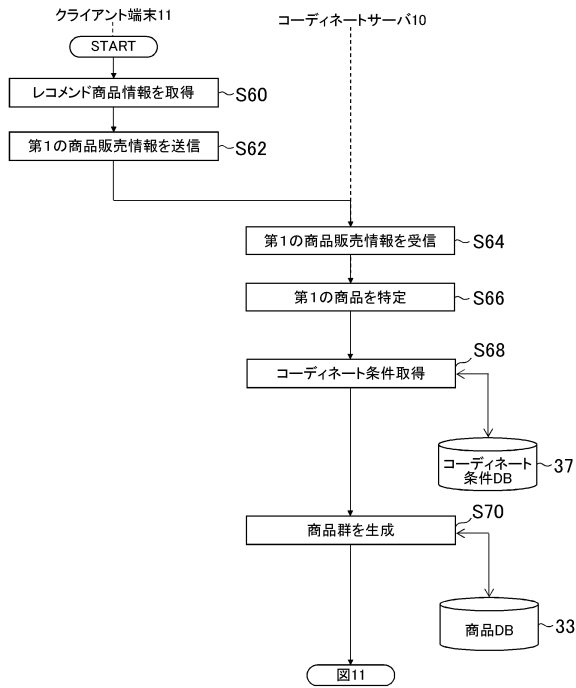 クライアント端末11
コーディネートサーバ10
START
レコメンド商品情報を取得
S60
第1の商品販売情報を送信
S62
第1の商品販売情報を受信
S64
第1の商品を特定
S66
コーディネート条件取得
S68
コーディネート
条件DB
37
商品群を生成
S70
商品DB
33
図11